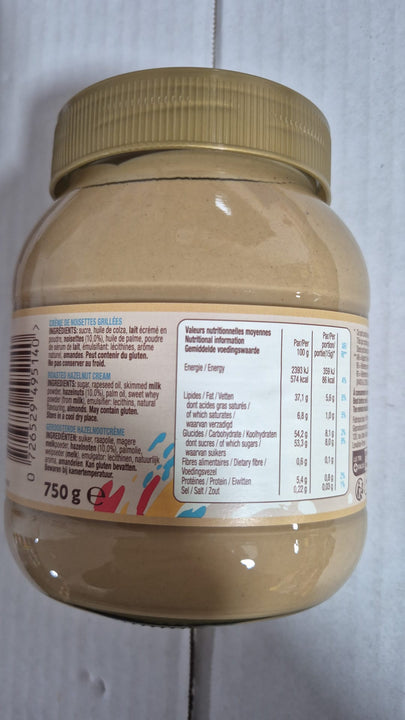 CRÈME DE NOISETTES GRILLÉES
INGRÉDIENTS: sucre, huile de colza, lait écrémé en
poudre, noisettes (10,0%), huile de palme, poudre
de sérum de lait, émulsifiant: lécithines, arôme
naturel, amandes. Peut contenir du gluten.
Ne pas conserver au froid.
ROASTED HAZELNUT CREAM
INGREDIENTS: sugar, rapeseed oil, skimmed milk
powder, hazelnuts (10.0%), palm oil, sweet whey
powder (from milk), emulsifier: lecithins, natural
flavouring, almonds. May contain gluten.
Store in a cool dry place.
GEROOSTERDE HAZELNOOTCRÈME
INGREDIËNTEN: suiker, raapolie, magere
melkpoeder, hazelnoten (10,0%), palmolie,
weipoeder (melk), emulgator: lecithinen, natuurlijk
aroma, amandelen. Kan gluten bevatten.
Bewaren bij kamertemperatuur.
750 g e
0 726529 495140 >
Valeurs nutritionnelles moyennes
Nutritional information
Gemiddelde voedingswaarde
Par/Per
100 g
Par/Per
portion/
portie(15g)*
Energie / Energy 2393 kJ 359 kJ
574 kcal 86 kcal 4%
Lipides / Fat / Vetten 37,1 g 5,6 g
dont acides gras saturés /
of which saturates / 6,8 g 1,0 g
waarvan verzadigd
Glucides / Carbohydrate / Koolhydraten 54,2 g 8,1 g
dont sucres / of which sugars / 53,3 g 8,0 g
waarvan suikers
Fibres alimentaires / Dietary fibre / 0,6 g 0,1 g
Voedingsvezel
Protéines / Protein / Eiwitten 5,4 g 0,8 g
Sel / Salt / Zout 0,22 g 0,03 g